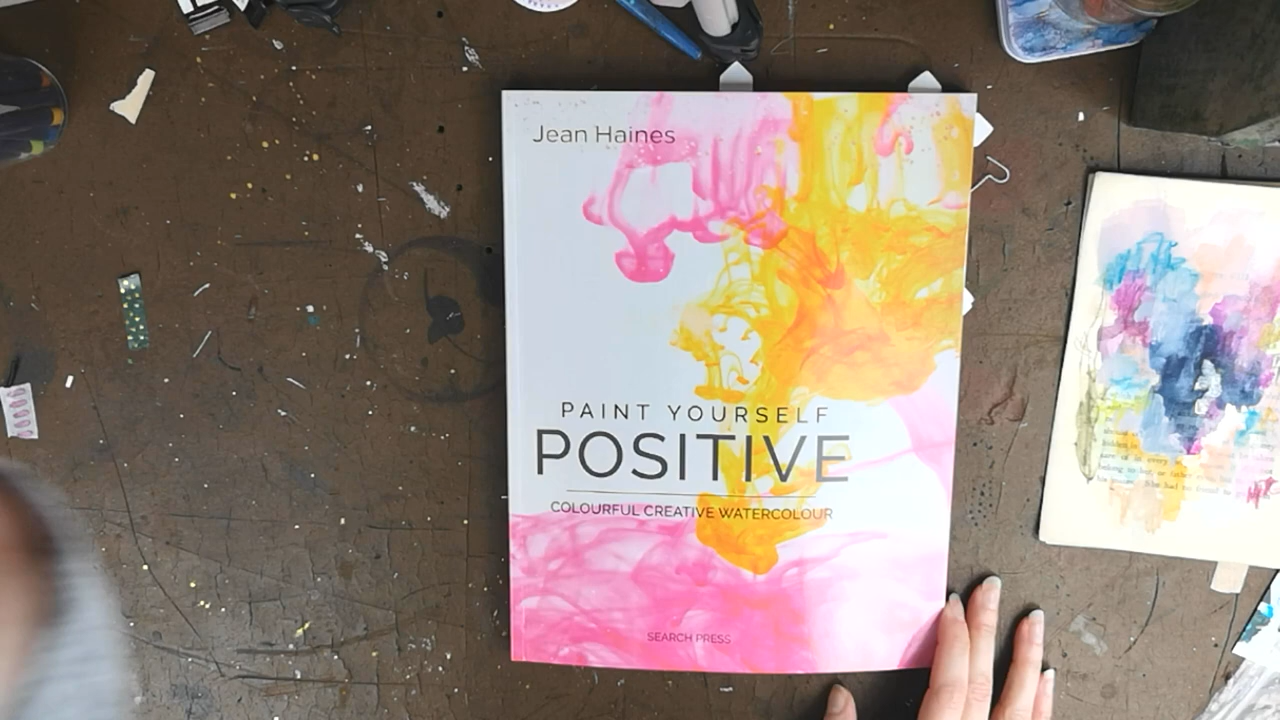 Jean Haines
PAINT YOURSELF
POSITIVE
COLOURFUL CREATIVE WATERCOLOUR
SEARCH PRESS